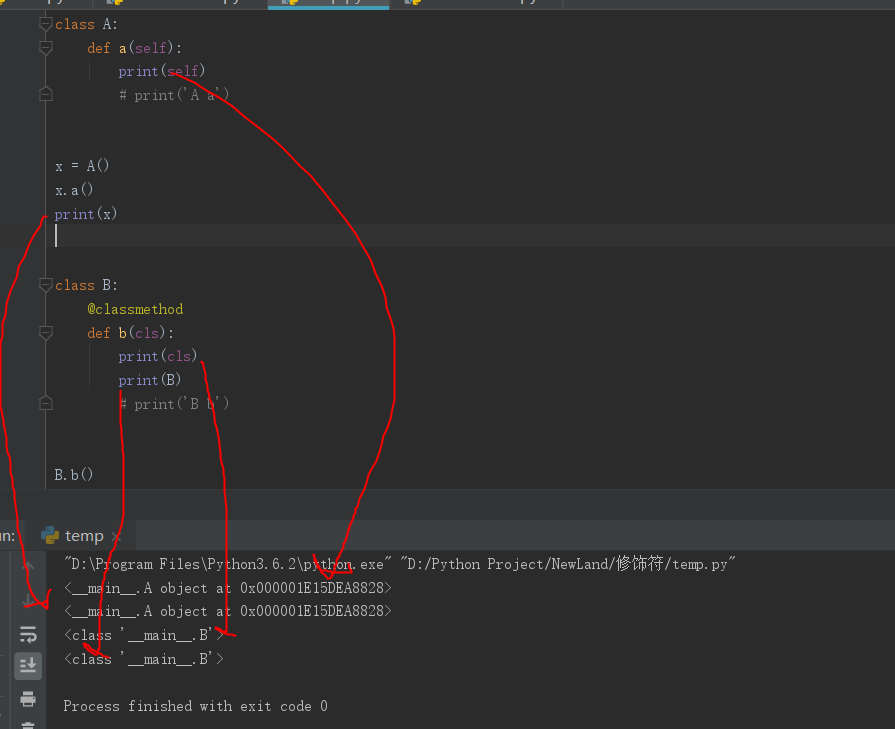 class A:
    def a(self):
        print(self)
        # print('A a')
x = A()
x.a()
print(x)
class B:
    @classmethod
    def b(cls):
        print(cls)
        print(B)
        # print('B b')
B.b()
temp ×
"D:\Program Files\Python3.6.2\python.exe" "D:/Python Project/NewLand/修饰符/temp.py"
<__main__.A object at 0x000001E15DEA8828>
<__main__.A object at 0x000001E15DEA8828>
<class '__main__.B'>
<class '__main__.B'>
Process finished with exit code 0